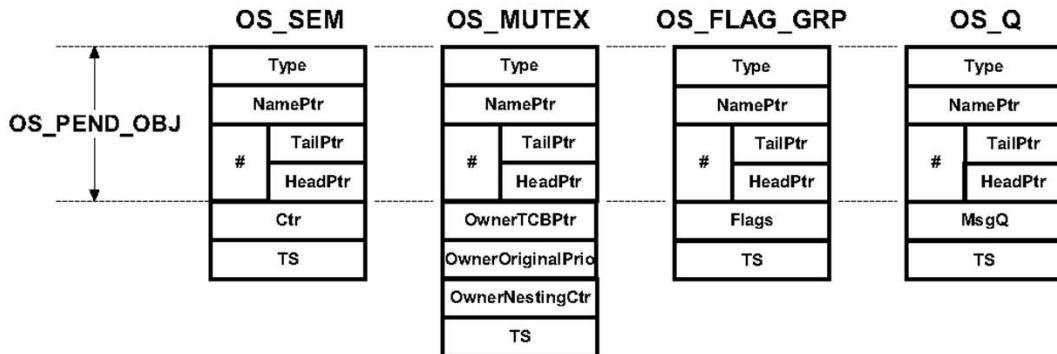 OS_SEM OS_MUTEX OS_FLAG_GRP OS_Q
Type Type Type Type
NamePtr NamePtr NamePtr NamePtr
OS_PEND_OBJ
TailPtr TailPtr TailPtr TailPtr
# # # #
HeadPtr HeadPtr HeadPtr HeadPtr
Ctr OwnerTCBPtr Flags MsgQ
TS OwnerOriginalPrio TS TS
OwnerNestingCtr
TS